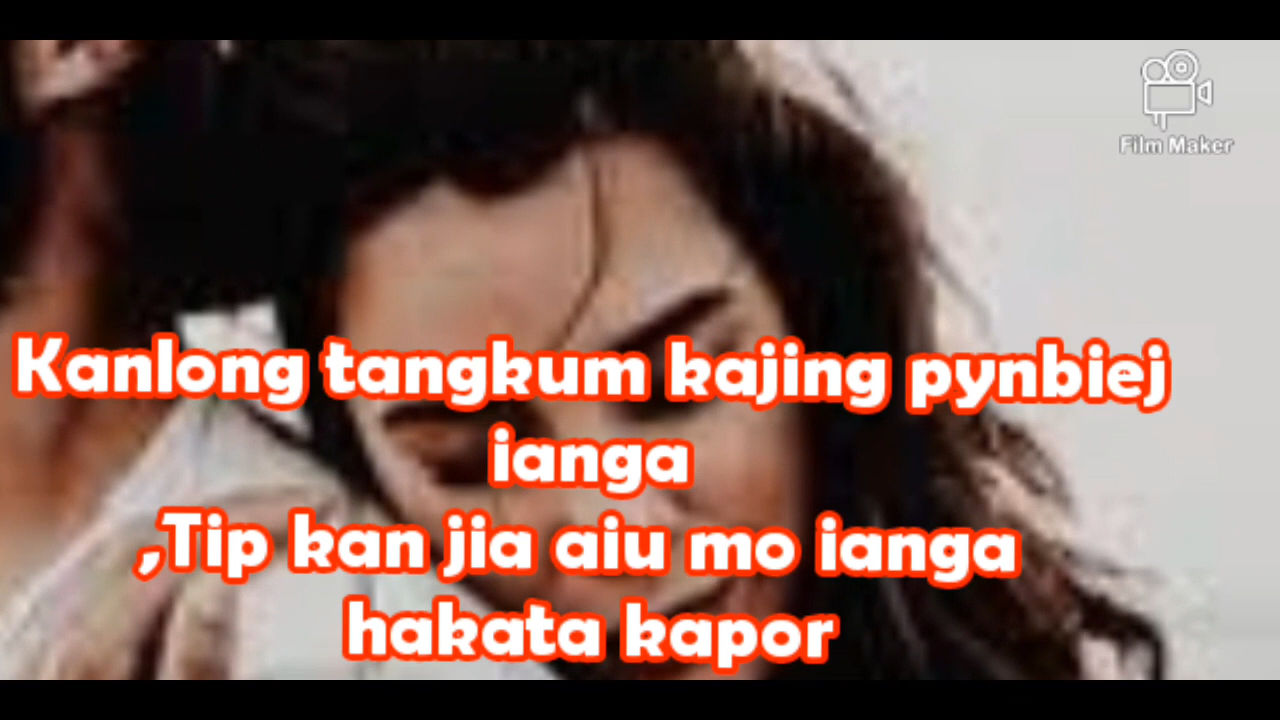 Film Maker
Kanlong tangkum kajing pynbiej
ianga
,Tip kan jia aiu mo ianga
hakata kapor